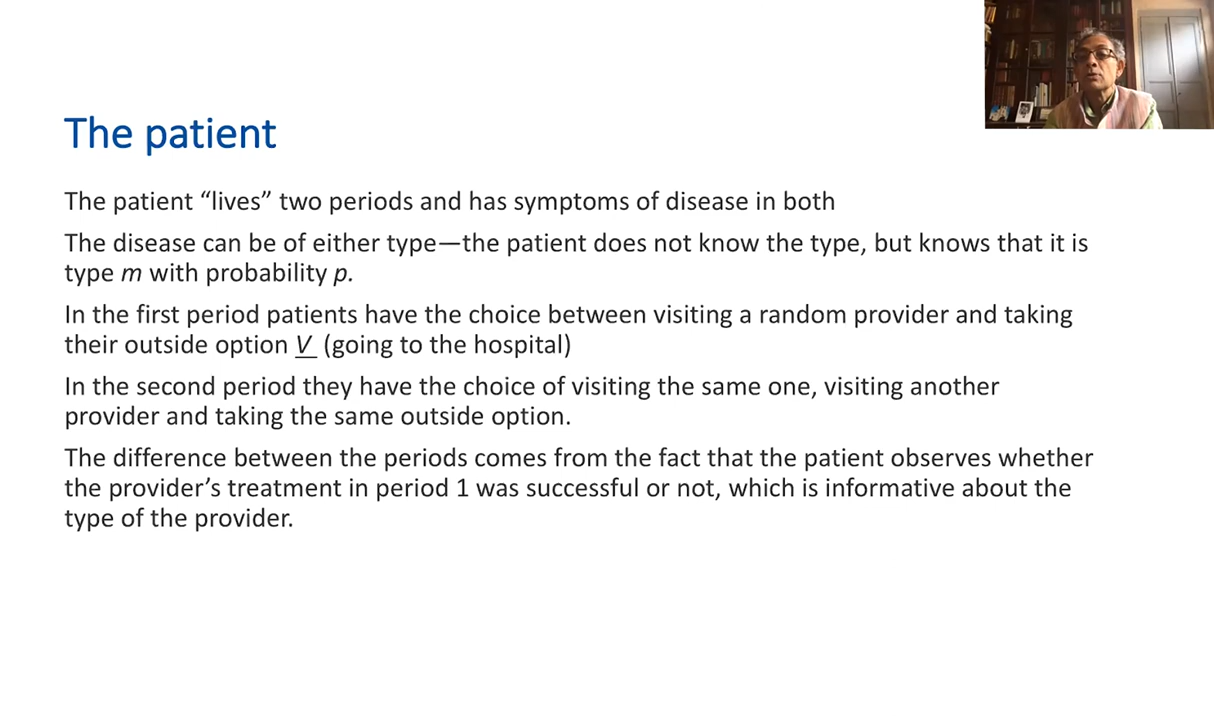 The patient
The patient “lives” two periods and has symptoms of disease in both
The disease can be of either type—the patient does not know the type, but knows that it is
type m with probability p.
In the first period patients have the choice between visiting a random provider and taking
their outside option V (going to the hospital)
In the second period they have the choice of visiting the same one, visiting another
provider and taking the same outside option.
The difference between the periods comes from the fact that the patient observes whether
the provider’s treatment in period 1 was successful or not, which is informative about the
type of the provider.